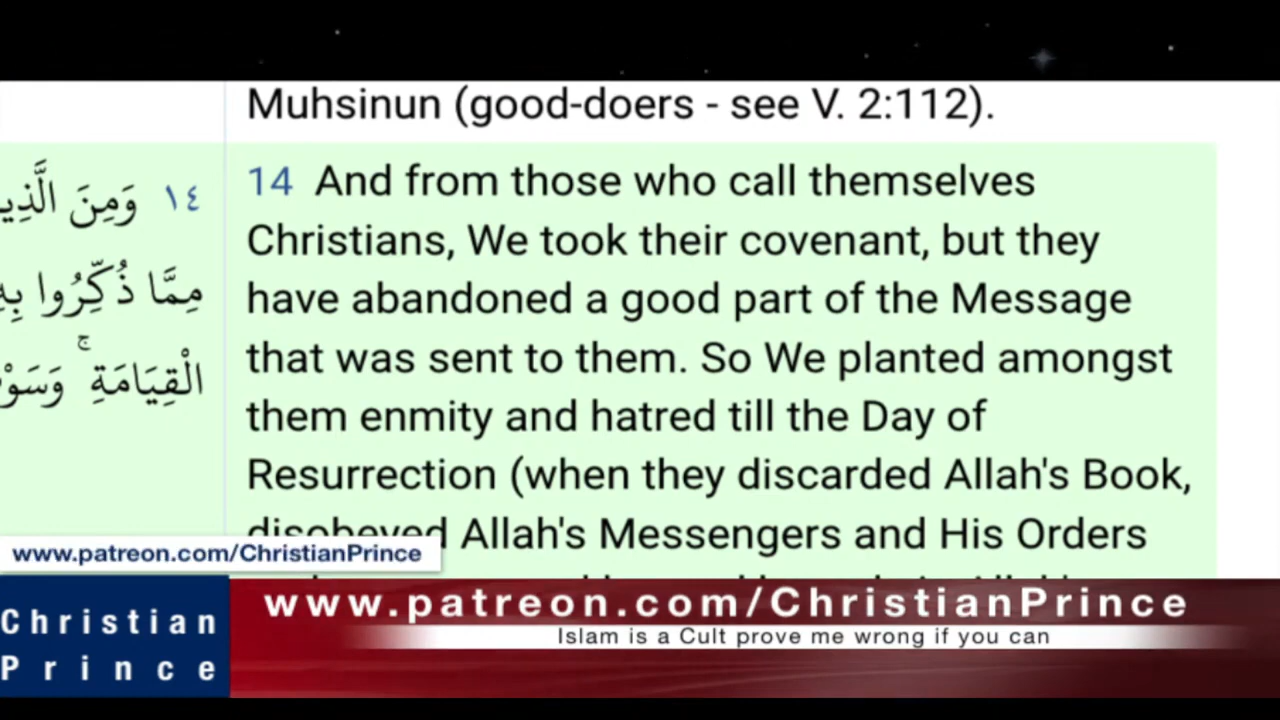 Muhsinun (good-doers - see V. 2:112).
14 And from those who call themselves
Christians, We took their covenant, but they
have abandoned a good part of the Message
that was sent to them. So We planted amongst
them enmity and hatred till the Day of
Resurrection (when they discarded Allah's Book,
disobeyed Allah's Messengers and His Orders
١٤ وَمِنَ
مِمَّا ذُكِّرُوا بِهِ
الْقِيَامَةِ ۚ
www.patreon.com/ChristianPrince
Christian
Prince
www.patreon.com/ChristianPrince
Islam is a Cult prove me wrong if you can